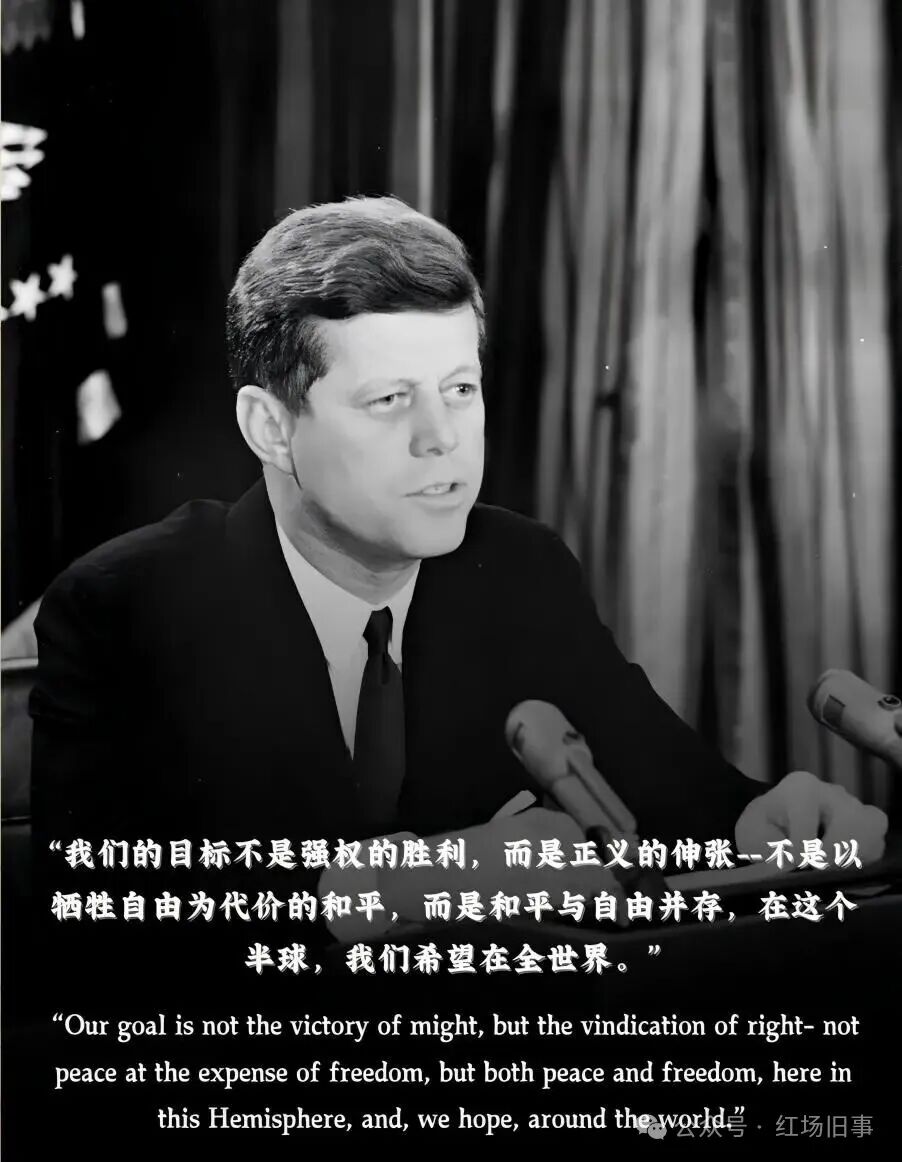 “我们的目标不是强权的胜利，而是正义的伸张--不是以
牺牲自由为代价的和平，而是和平与自由并存，在这个
半球，我们希望在全世界。”
“Our goal is not the victory of might, but the vindication of right- not
peace at the expense of freedom, but both peace and freedom, here in
this Hemisphere, and, we hope, around the world.”
公众号 · 红场旧事